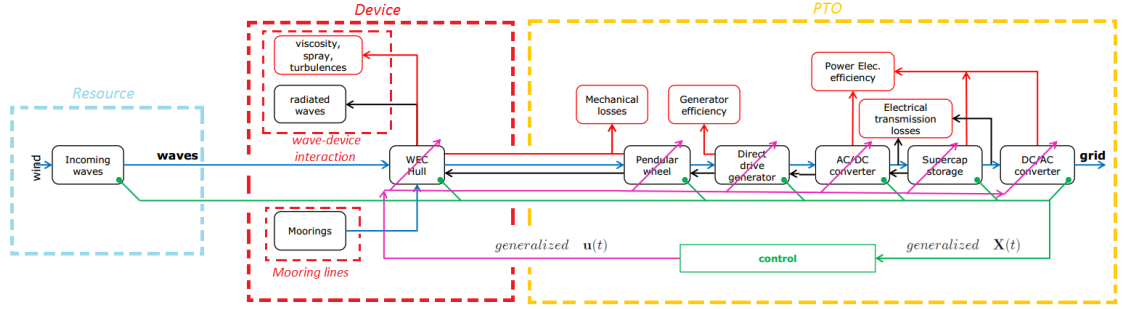 Device
PTO
Resource
viscosity,
spray,
turbulences
radiated
waves
wave-device
interaction
Mechanical
losses
Generator
efficiency
Power Elec.
efficiency
Electrical
transmission
losses
wind
Incoming
waves
waves
WEC
Hull
Pendular
wheel
Direct
drive
generator
AC/DC
converter
Supercap
storage
DC/AC
converter
grid
Moorings
Mooring lines
generalized u(t)
control
generalized X(t)